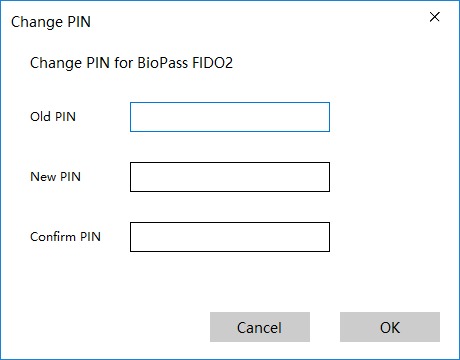 Change PIN
Change PIN for BioPass FIDO2
Old PIN
New PIN
Confirm PIN
Cancel OK